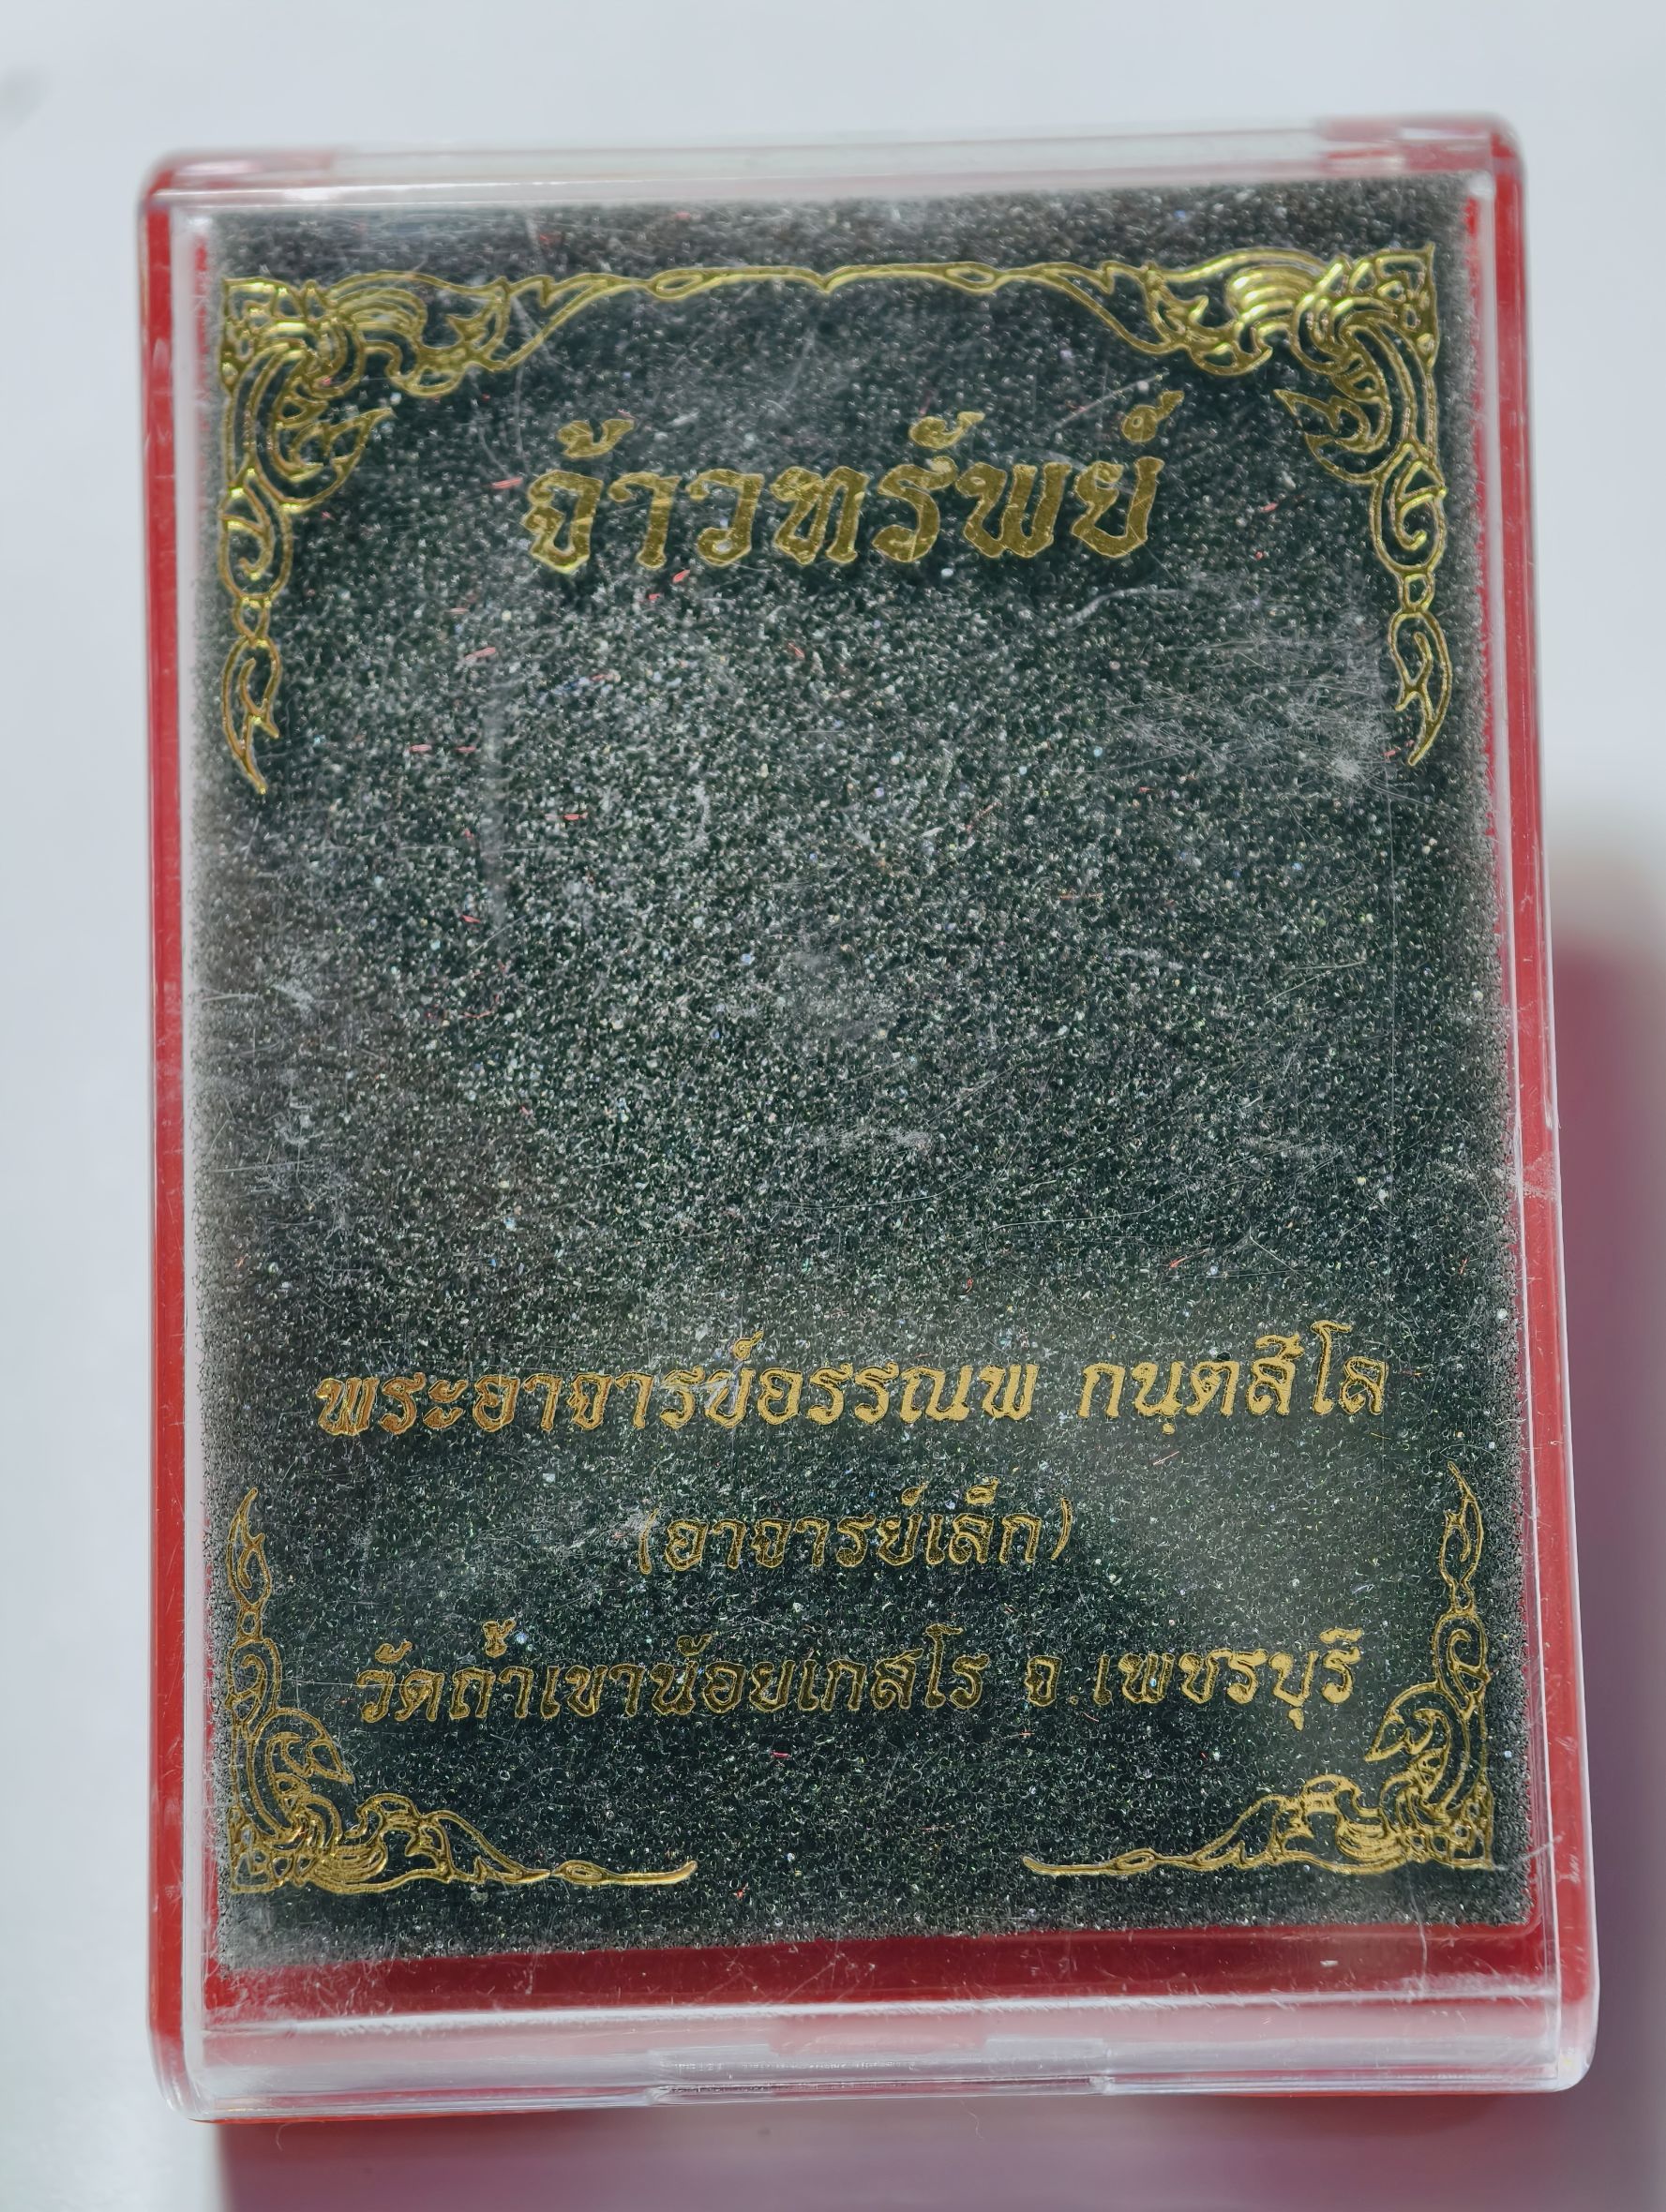 จ้าวทรัพย์
พระอาจารย์อรรณพ กนฺตสีโล
(อาจารย์เล็ก)
วัดถ้ำเขาน้อยเกสโร จ.เพชรบุรี